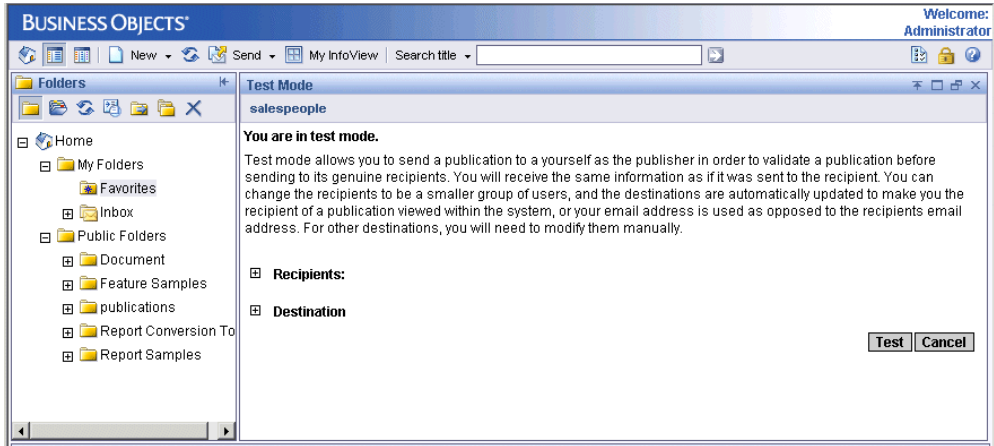 BUSINESS OBJECTS®
Welcome:
Administrator
New Send My InfoView Search title
Folders
Test Mode
salespeople
Home
My Folders
Favorites
Inbox
Public Folders
Document
Feature Samples
publications
Report Conversion To
Report Samples
You are in test mode.
Test mode allows you to send a publication to a yourself as the publisher in order to validate a publication before
sending to its genuine recipients. You will receive the same information as if it was sent to the recipient. You can
change the recipients to be a smaller group of users, and the destinations are automatically updated to make you the
recipient of a publication viewed within the system, or your email address is used as opposed to the recipients email
address. For other destinations, you will need to modify them manually.
Recipients:
Destination
Test Cancel